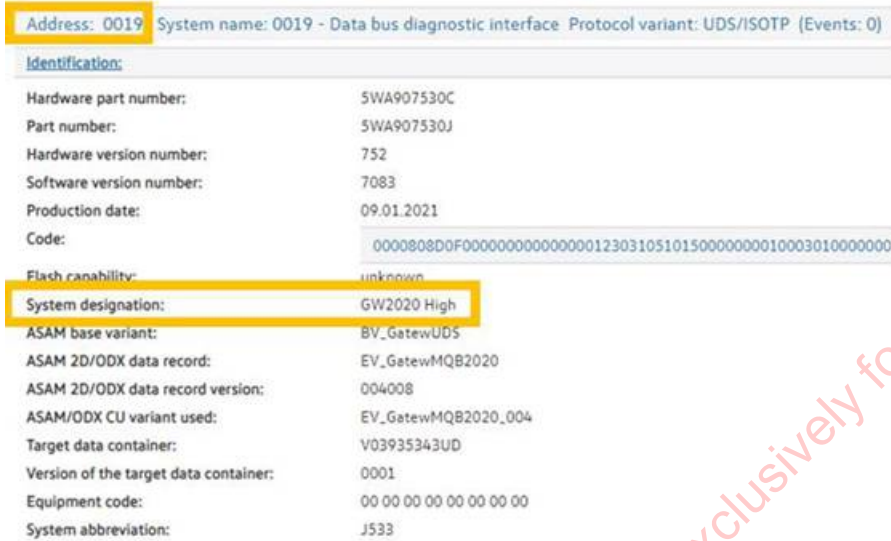 Address: 0019 System name: 0019 - Data bus diagnostic interface Protocol variant: UDS/ISOTP (Events: 0)
Identification:
Hardware part number: 5WA907530C
Part number: 5WA907530J
Hardware version number: 752
Software version number: 7083
Production date: 09.01.2021
Code: 0000808D0F00000000000000012303105101500000000010003010000000
Flash capability: unknown
System designation: GW2020 High
ASAM base variant: BV_GatewUDS
ASAM 2D/ODX data record: EV_GatewMQB2020
ASAM 2D/ODX data record version: 004008
ASAM/ODX CU variant used: EV_GatewMQB2020_004
Target data container: V03935343UD
Version of the target data container: 0001
Equipment code: 00 00 00 00 00 00 00 00
System abbreviation: J533